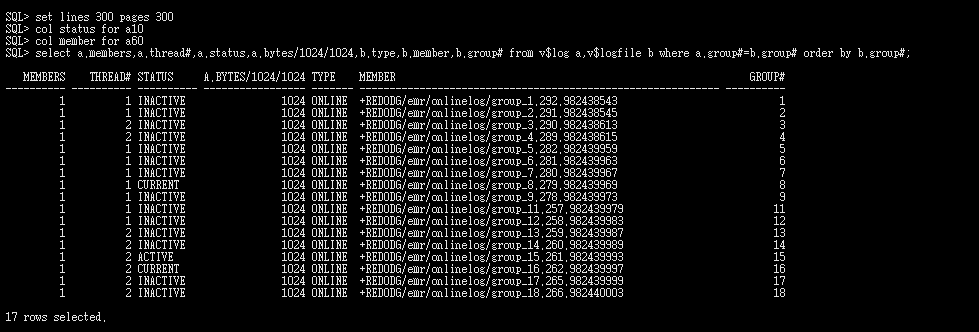 SQL> set lines 300 pages 300
SQL> col status for a10
SQL> col member for a60
SQL> select a.members,a.thread#,a.status,a.bytes/1024/1024,b.type,b.member,b.group# from v$log a,v$logfile b where a.group#=b.group# order by b.group#;
MEMBERS THREAD# STATUS A.BYTES/1024/1024 TYPE MEMBER GROUP#
---------- ---------- ---------- ----------------- ------- ------------------------------------------------------------ ----------
1 1 INACTIVE 1024 ONLINE +REDODG/emr/onlinelog/group_1.292.982438543 1
1 1 INACTIVE 1024 ONLINE +REDODG/emr/onlinelog/group_2.291.982438545 2
1 2 INACTIVE 1024 ONLINE +REDODG/emr/onlinelog/group_3.290.982438613 3
1 2 INACTIVE 1024 ONLINE +REDODG/emr/onlinelog/group_4.289.982438615 4
1 1 INACTIVE 1024 ONLINE +REDODG/emr/onlinelog/group_5.282.982439959 5
1 1 INACTIVE 1024 ONLINE +REDODG/emr/onlinelog/group_6.281.982439963 6
1 1 INACTIVE 1024 ONLINE +REDODG/emr/onlinelog/group_7.280.982439967 7
1 1 CURRENT 1024 ONLINE +REDODG/emr/onlinelog/group_8.279.982439969 8
1 1 INACTIVE 1024 ONLINE +REDODG/emr/onlinelog/group_9.278.982439973 9
1 1 INACTIVE 1024 ONLINE +REDODG/emr/onlinelog/group_11.257.982439979 11
1 1 INACTIVE 1024 ONLINE +REDODG/emr/onlinelog/group_12.258.982439983 12
1 2 INACTIVE 1024 ONLINE +REDODG/emr/onlinelog/group_13.259.982439987 13
1 2 INACTIVE 1024 ONLINE +REDODG/emr/onlinelog/group_14.260.982439989 14
1 2 ACTIVE 1024 ONLINE +REDODG/emr/onlinelog/group_15.261.982439993 15
1 2 CURRENT 1024 ONLINE +REDODG/emr/onlinelog/group_16.262.982439997 16
1 2 INACTIVE 1024 ONLINE +REDODG/emr/onlinelog/group_17.265.982439999 17
1 2 INACTIVE 1024 ONLINE +REDODG/emr/onlinelog/group_18.266.982440003 18
17 rows selected.